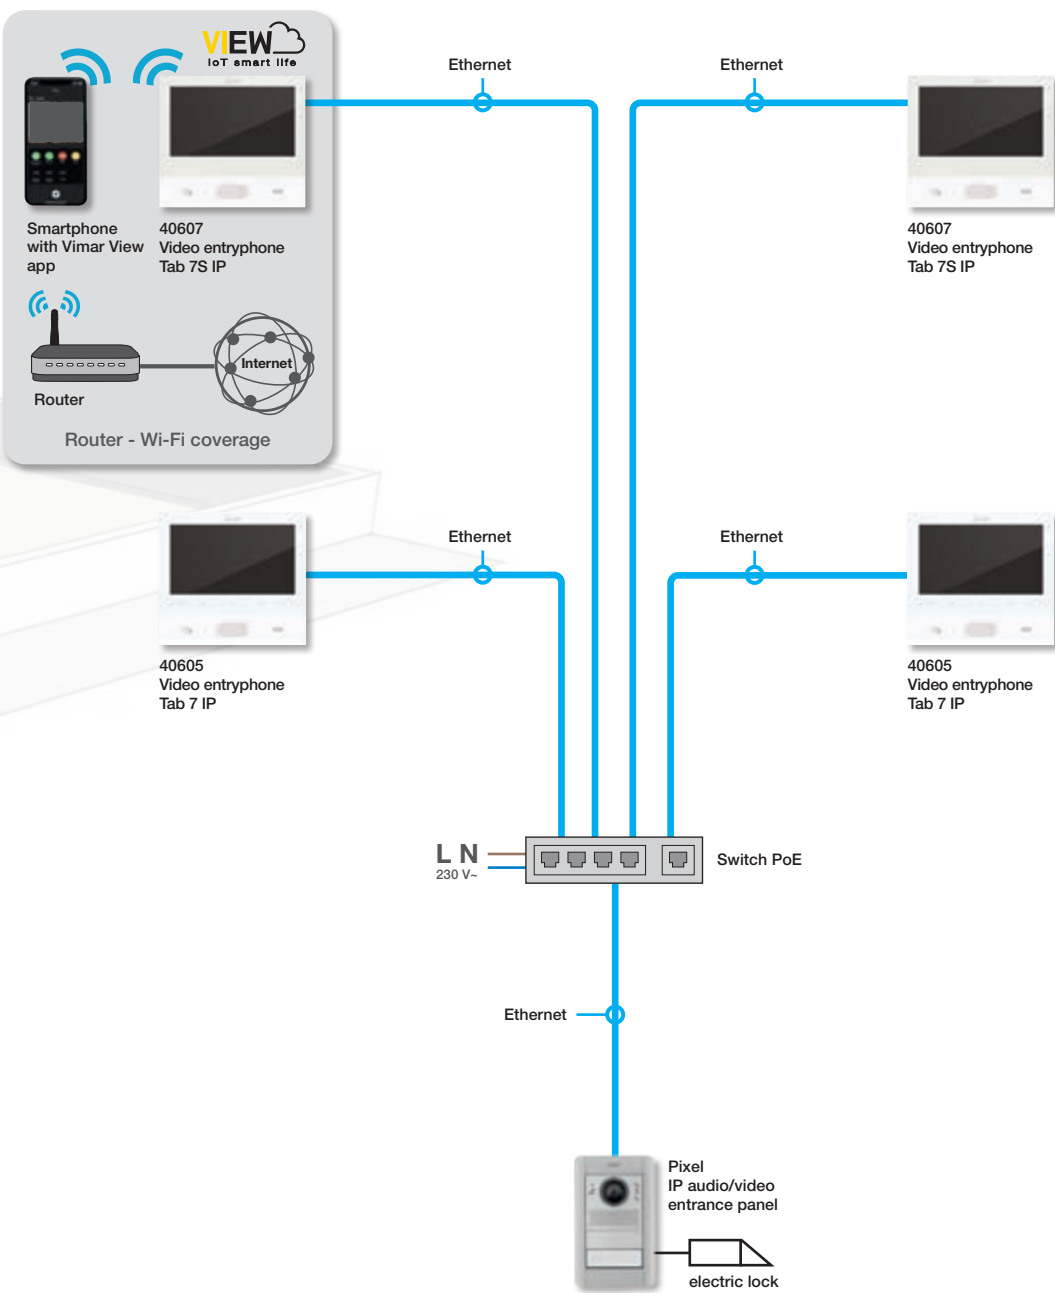 VIEW
IoT smart life
Smartphone
with Vimar View
app
40607
Video entryphone
Tab 7S IP
Internet
Router
Router - Wi-Fi coverage
Ethernet
Ethernet
40607
Video entryphone
Tab 7S IP
Ethernet
Ethernet
40605
Video entryphone
Tab 7 IP
40605
Video entryphone
Tab 7 IP
L N
230 V~
Switch PoE
Ethernet
Pixel
IP audio/video
entrance panel
electric lock